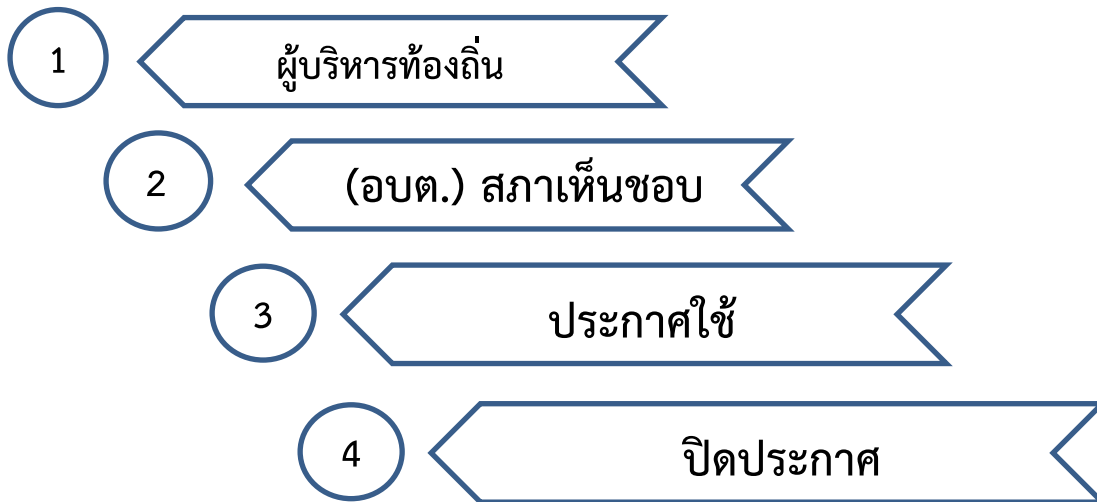 1
ผู้บริหารท้องถิ่น
2
(อบต.) สภาเห็นชอบ
3
ประกาศใช้
4
ปิดประกาศ